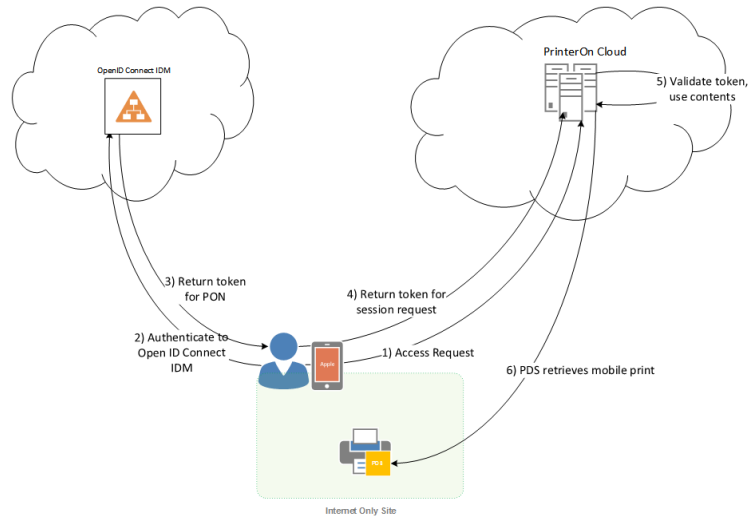 PrinterOn Cloud
OpenID Connect IDM
5) Validate token,
use contents
3) Return token
for PON
4) Return token for
session request
2) Authenticate to
Open ID Connect
IDM
1) Access Request
Apple
6) PDS retrieves mobile print
PDS
Internet Only Site